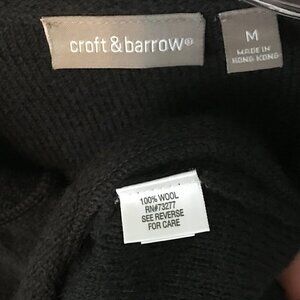 croft & barrow®
M
MADE IN
HONG KONG
100% WOOL
RN#73277
SEE REVERSE
FOR CARE